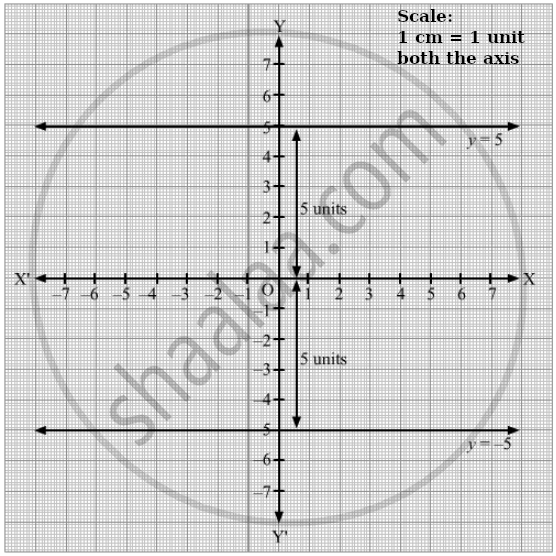 Scale:
1 cm = 1 unit
both the axis
Y
7
6
5
y = 5
4
3
5 units
2
1
X'
O
X
–7 –6 –5 –4 –3 –2 –1 1 2 3 4 5 6 7
–1
–2
–3
5 units
–4
5
y = –5
6
–7
Y'
shaalaa.com